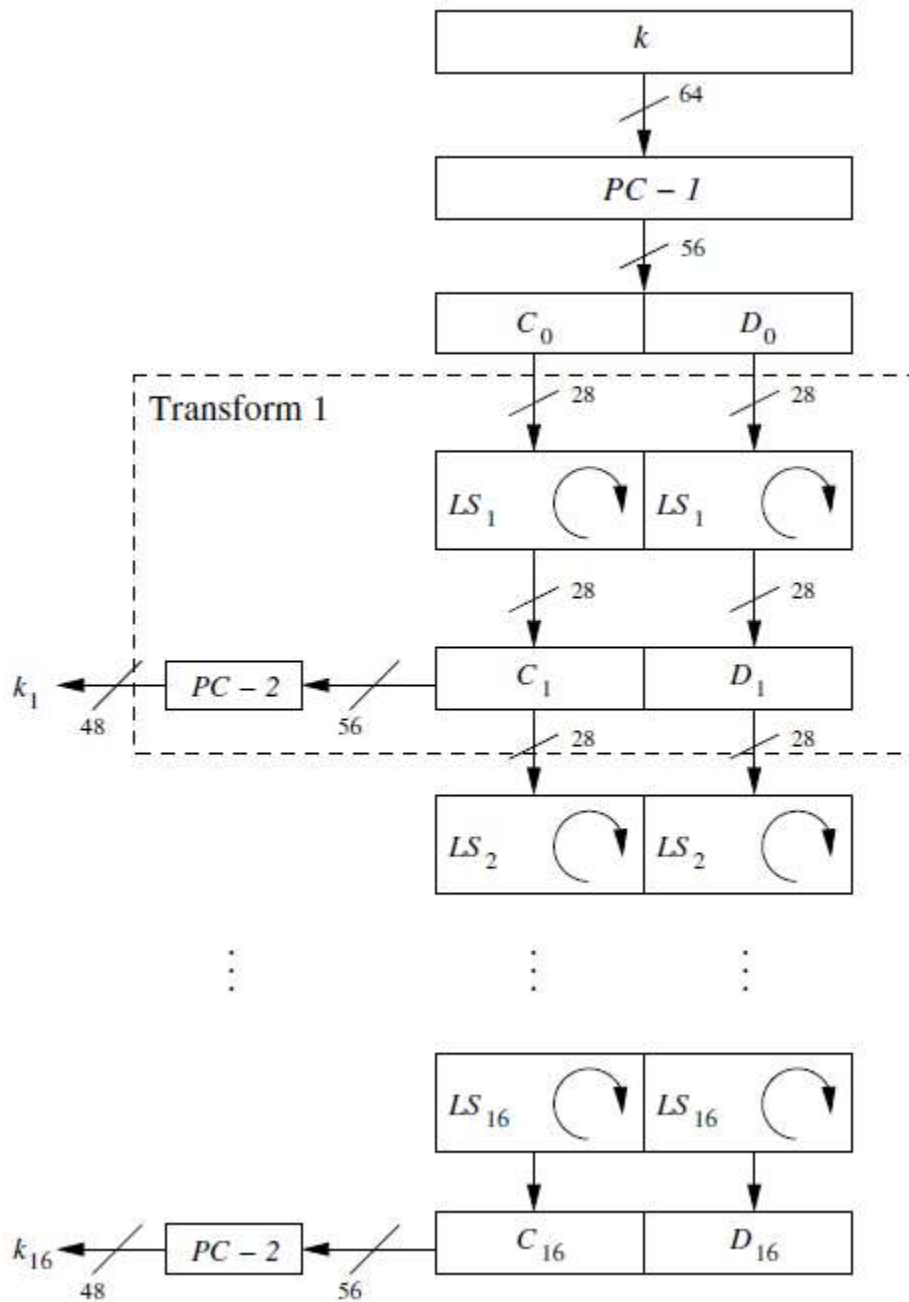 k
64
PC – 1
56
C0 D0
28 28
Transform 1
LS1 LS1
28 28
k1 PC – 2 C1 D1
48 56
28 28
LS2 LS2
⋮ ⋮ ⋮
LS16 LS16
k16 PC – 2 C16 D16
48 56